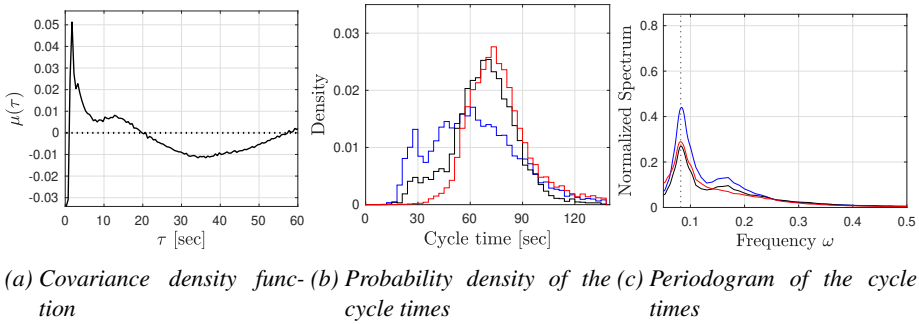 0.05
0.04
0.03
0.02
0.01
0
-0.01
-0.02
-0.03
μ(τ)
0 10 20 30 40 50 60
τ [sec]
0.03
0.02
0.01
0
Density
0 30 60 90 120
Cycle time [sec]
0.8
0.6
0.4
0.2
0
Normalized Spectrum
0.1 0.2 0.3 0.4 0.5
Frequency ω
(a) Covariance density func-
tion
(b) Probability density of the
cycle times
(c) Periodogram of the cycle
times